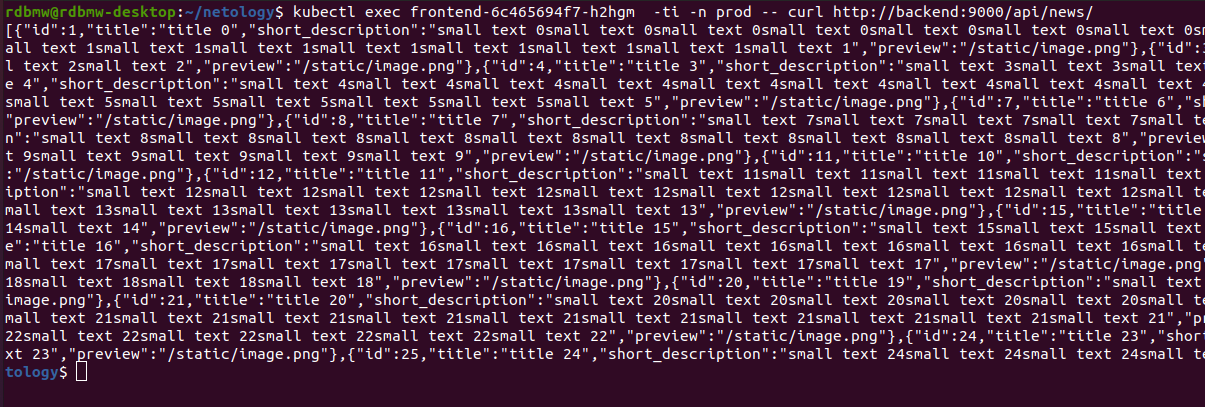 rdbmw@rdbmw-desktop:~/netology$ kubectl exec frontend-6c465694f7-h2hgm  -ti -n prod -- curl http://backend:9000/api/news/
[{"id":1,"title":"title 0","short_description":"small text 0small text 0small text 0small text 0small text 0small text 0small text 0sm
all text 1small text 1small text 1small text 1small text 1small text 1small text 1small text 1","preview":"/static/image.png"},{"id":
l text 2small text 2","preview":"/static/image.png"},{"id":4,"title":"title 3","short_description":"small text 3small text 3small text
e 4","short_description":"small text 4small text 4small text 4small text 4small text 4small text 4small text 4small text 4small text 4
small text 5small text 5small text 5small text 5small text 5small text 5","preview":"/static/image.png"},{"id":7,"title":"title 6","sh
"preview":"/static/image.png"},{"id":8,"title":"title 7","short_description":"small text 7small text 7small text 7small text 7small te
n":"small text 8small text 8small text 8small text 8small text 8small text 8small text 8small text 8small text 8small text 8","previe
t 9small text 9small text 9small text 9small text 9","preview":"/static/image.png"},{"id":11,"title":"title 10","short_description":"s
:"/static/image.png"},{"id":12,"title":"title 11","short_description":"small text 11small text 11small text 11small text 11small text
iption":"small text 12small text 12small text 12small text 12small text 12small text 12small text 12small text 12small text 12small te
mall text 13small text 13small text 13small text 13small text 13small text 13","preview":"/static/image.png"},{"id":15,"title":"title
14small text 14","preview":"/static/image.png"},{"id":16,"title":"title 15","short_description":"small text 15small text 15small text
e":"title 16","short_description":"small text 16small text 16small text 16small text 16small text 16small text 16small text 16small te
mall text 17small text 17small text 17small text 17small text 17small text 17small text 17small text 17","preview":"/static/image.png"
18small text 18small text 18small text 18","preview":"/static/image.png"},{"id":20,"title":"title 19","short_description":"small text
image.png"},{"id":21,"title":"title 20","short_description":"small text 20small text 20small text 20small text 20small text 20small te
mall text 21small text 21small text 21small text 21small text 21small text 21small text 21small text 21small text 21","pr
22small text 22small text 22small text 22small text 22small text 22","preview":"/static/image.png"},{"id":24,"title":"title 23","shor
xt 23","preview":"/static/image.png"},{"id":25,"title":"title 24","short_description":"small text 24small text 24small text 24small te
tology$